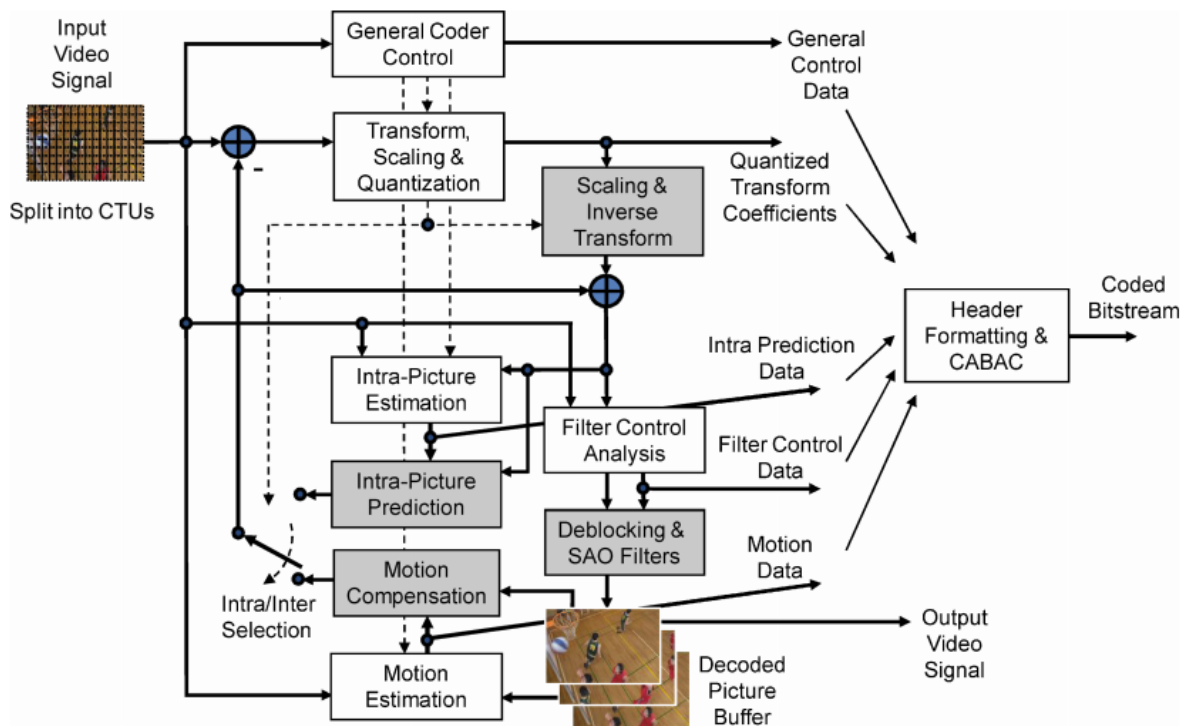 Input
Video
Signal
Split into CTUs
General Coder
Control
General
Control
Data
Transform,
Scaling &
Quantization
-
Quantized
Transform
Coefficients
Scaling &
Inverse
Transform
Header
Formatting &
CABAC
Coded
Bitstream
Intra-Picture
Estimation
Intra Prediction
Data
Filter Control
Analysis
Filter Control
Data
Intra-Picture
Prediction
Deblocking &
SAO Filters
Motion
Compensation
Motion
Data
Intra/Inter
Selection
Motion
Estimation
Decoded
Picture
Buffer
Output
Video
Signal